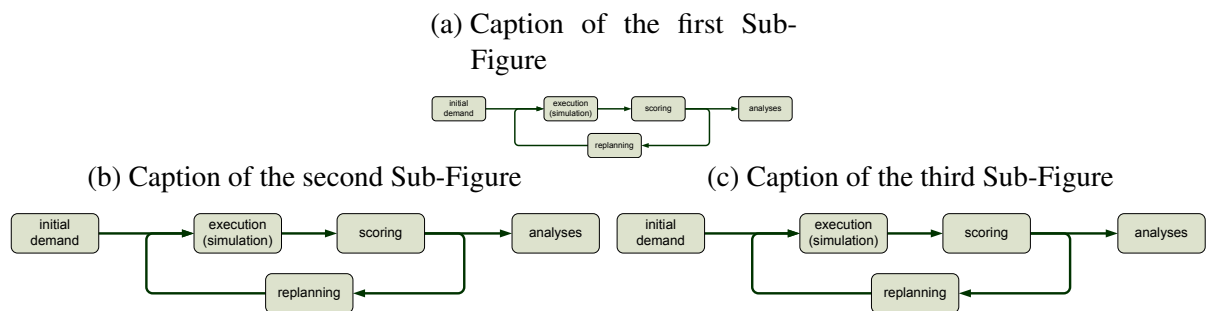 (a) Caption of the first Sub-
Figure
initial
demand
execution
(simulation)
scoring
analyses
replanning
(b) Caption of the second Sub-Figure
initial
demand
execution
(simulation)
scoring
analyses
replanning
(c) Caption of the third Sub-Figure
initial
demand
execution
(simulation)
scoring
analyses
replanning